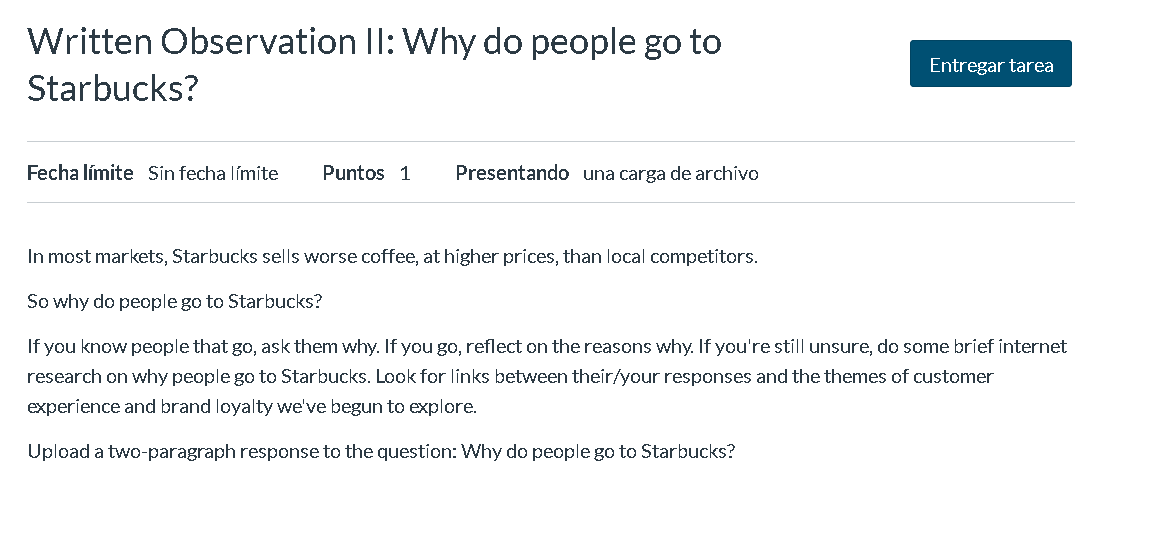 Written Observation II: Why do people go to
Starbucks?
Entregar tarea
Fecha límite Sin fecha límite Puntos 1 Presentando una carga de archivo
In most markets, Starbucks sells worse coffee, at higher prices, than local competitors.
So why do people go to Starbucks?
If you know people that go, ask them why. If you go, reflect on the reasons why. If you're still unsure, do some brief internet
research on why people go to Starbucks. Look for links between their/your responses and the themes of customer
experience and brand loyalty we've begun to explore.
Upload a two-paragraph response to the question: Why do people go to Starbucks?